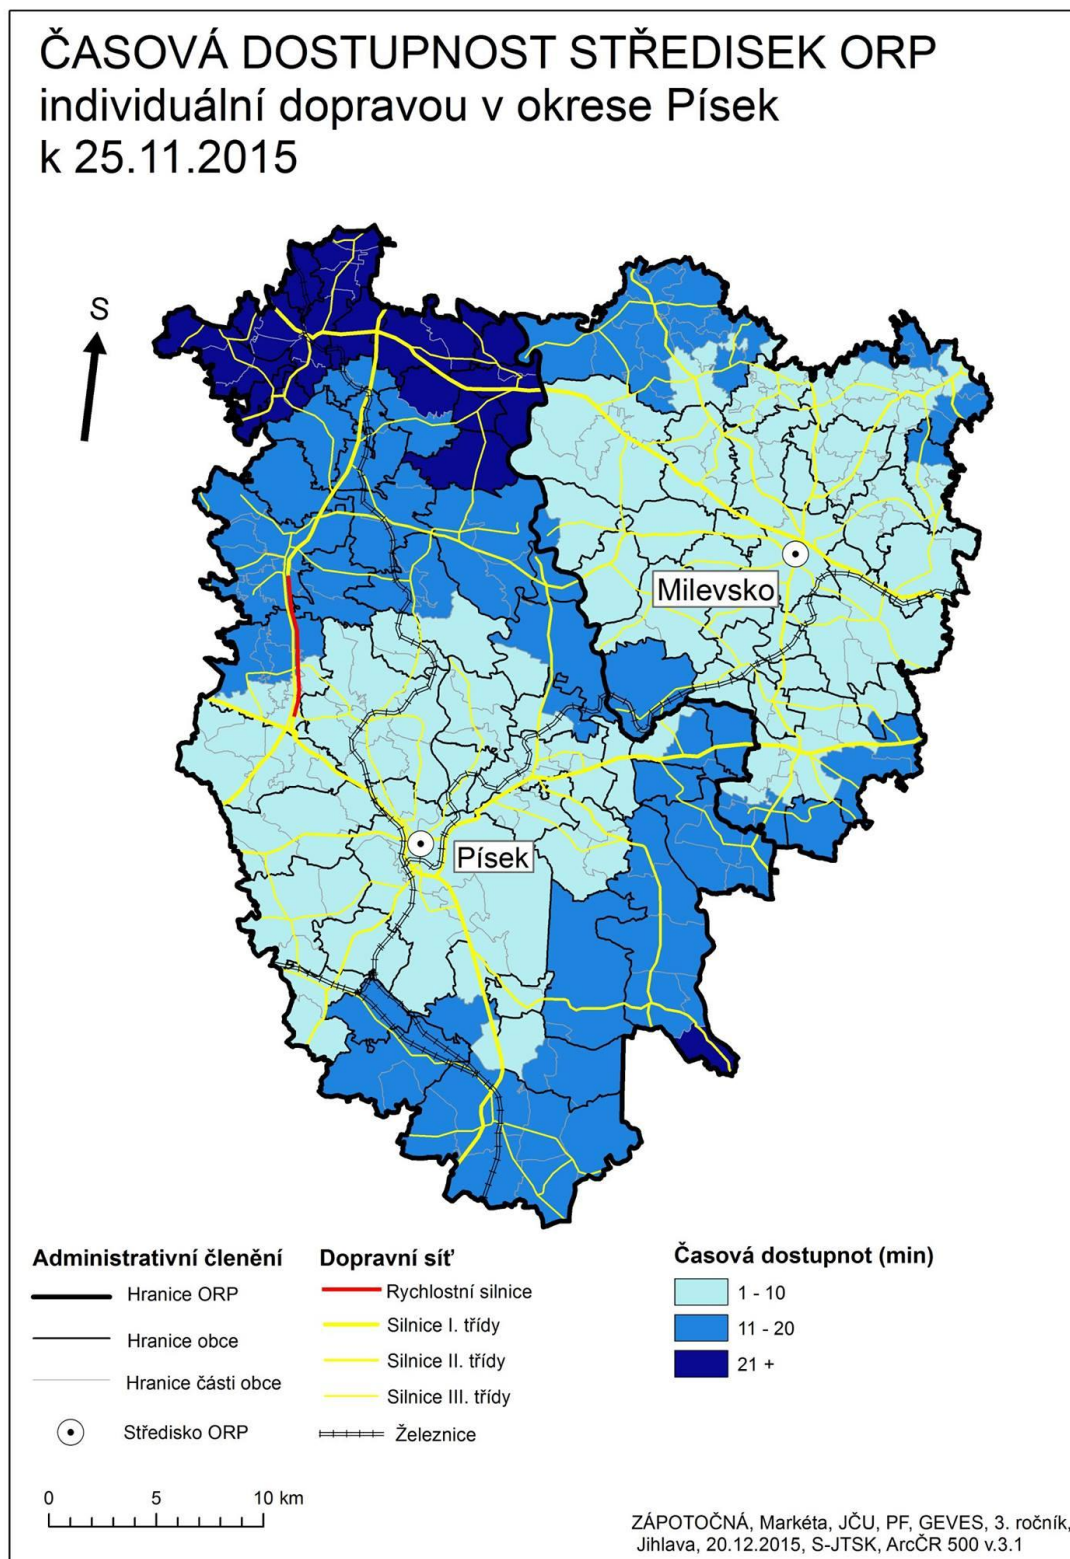 ČASOVÁ DOSTUPNOST STŘEDISEK ORP
individuální dopravou v okrese Písek
k 25.11.2015
S
Milevsko
Písek
Administrativní členění
Hranice ORP
Hranice obce
Hranice části obce
Středisko ORP
Dopravní síť
Rychlostní silnice
Silnice I. třídy
Silnice II. třídy
Silnice III. třídy
Železnice
Časová dostupnot (min)
1 - 10
11 - 20
21 +
0 5 10 km
ZÁPOTOČNÁ, Markéta, JČU, PF, GEVES, 3. ročník,
Jihlava, 20.12.2015, S-JTSK, ArcČR 500 v.3.1